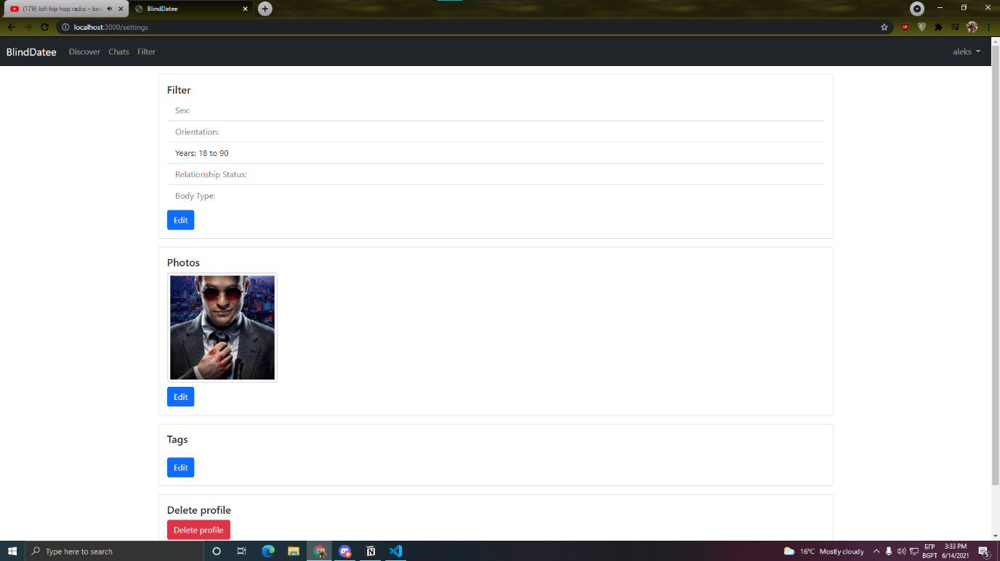 (179) lofi hip hop radio - bea
BlindDatee
localhost:3000/settings
BlindDatee Discover Chats Filter aleks
Filter
Sex:
Orientation:
Years: 18 to 90
Relationship Status:
Body Type:
Edit
Photos
Edit
Tags
Edit
Delete profile
Delete profile
Type here to search
16°C Mostly cloudy
БГР
BGPT
3:33 PM
6/14/2021
5